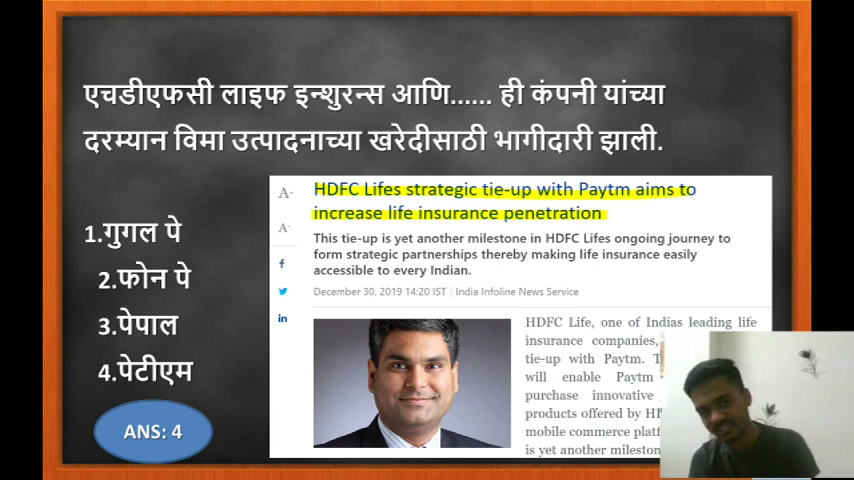 एचडीएफसी लाइफ इन्शुरन्स आणि...... ही कंपनी यांच्या
दरम्यान विमा उत्पादनाच्या खरेदीसाठी भागीदारी झाली.
1.गुगल पे
2.फोन पे
3.पेपाल
4.पेटीएम
ANS: 4
A+
A-
HDFC Lifes strategic tie-up with Paytm aims to
increase life insurance penetration
This tie-up is yet another milestone in HDFC Lifes ongoing journey to
form strategic partnerships thereby making life insurance easily
accessible to every Indian.
December 30, 2019 14:20 IST | India Infoline News Service
HDFC Life, one of Indias leading life
insurance companies,
tie-up with Paytm.
will enable Paytm
purchase innovative
products offered by
mobile commerce
is yet another